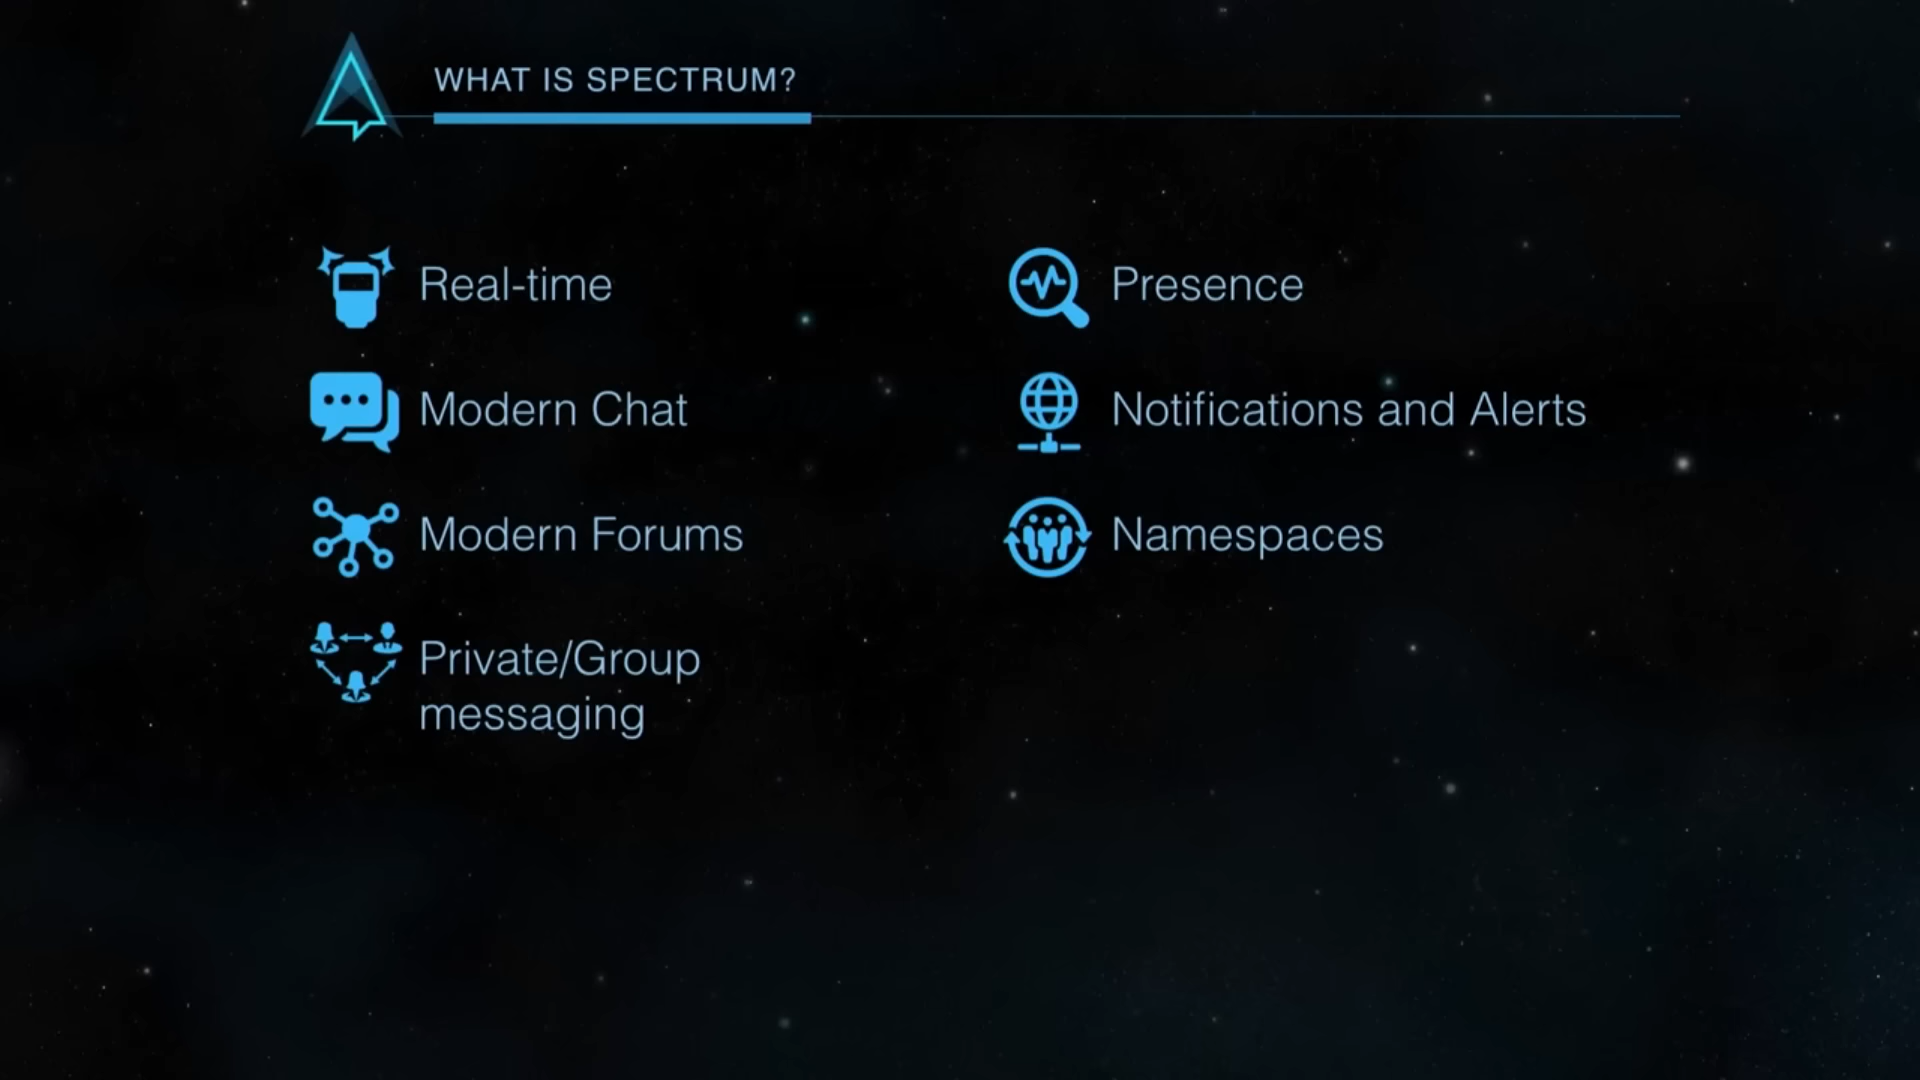 WHAT IS SPECTRUM?
Real-time
Modern Chat
Modern Forums
Private/Group
messaging
Presence
Notifications and Alerts
Namespaces